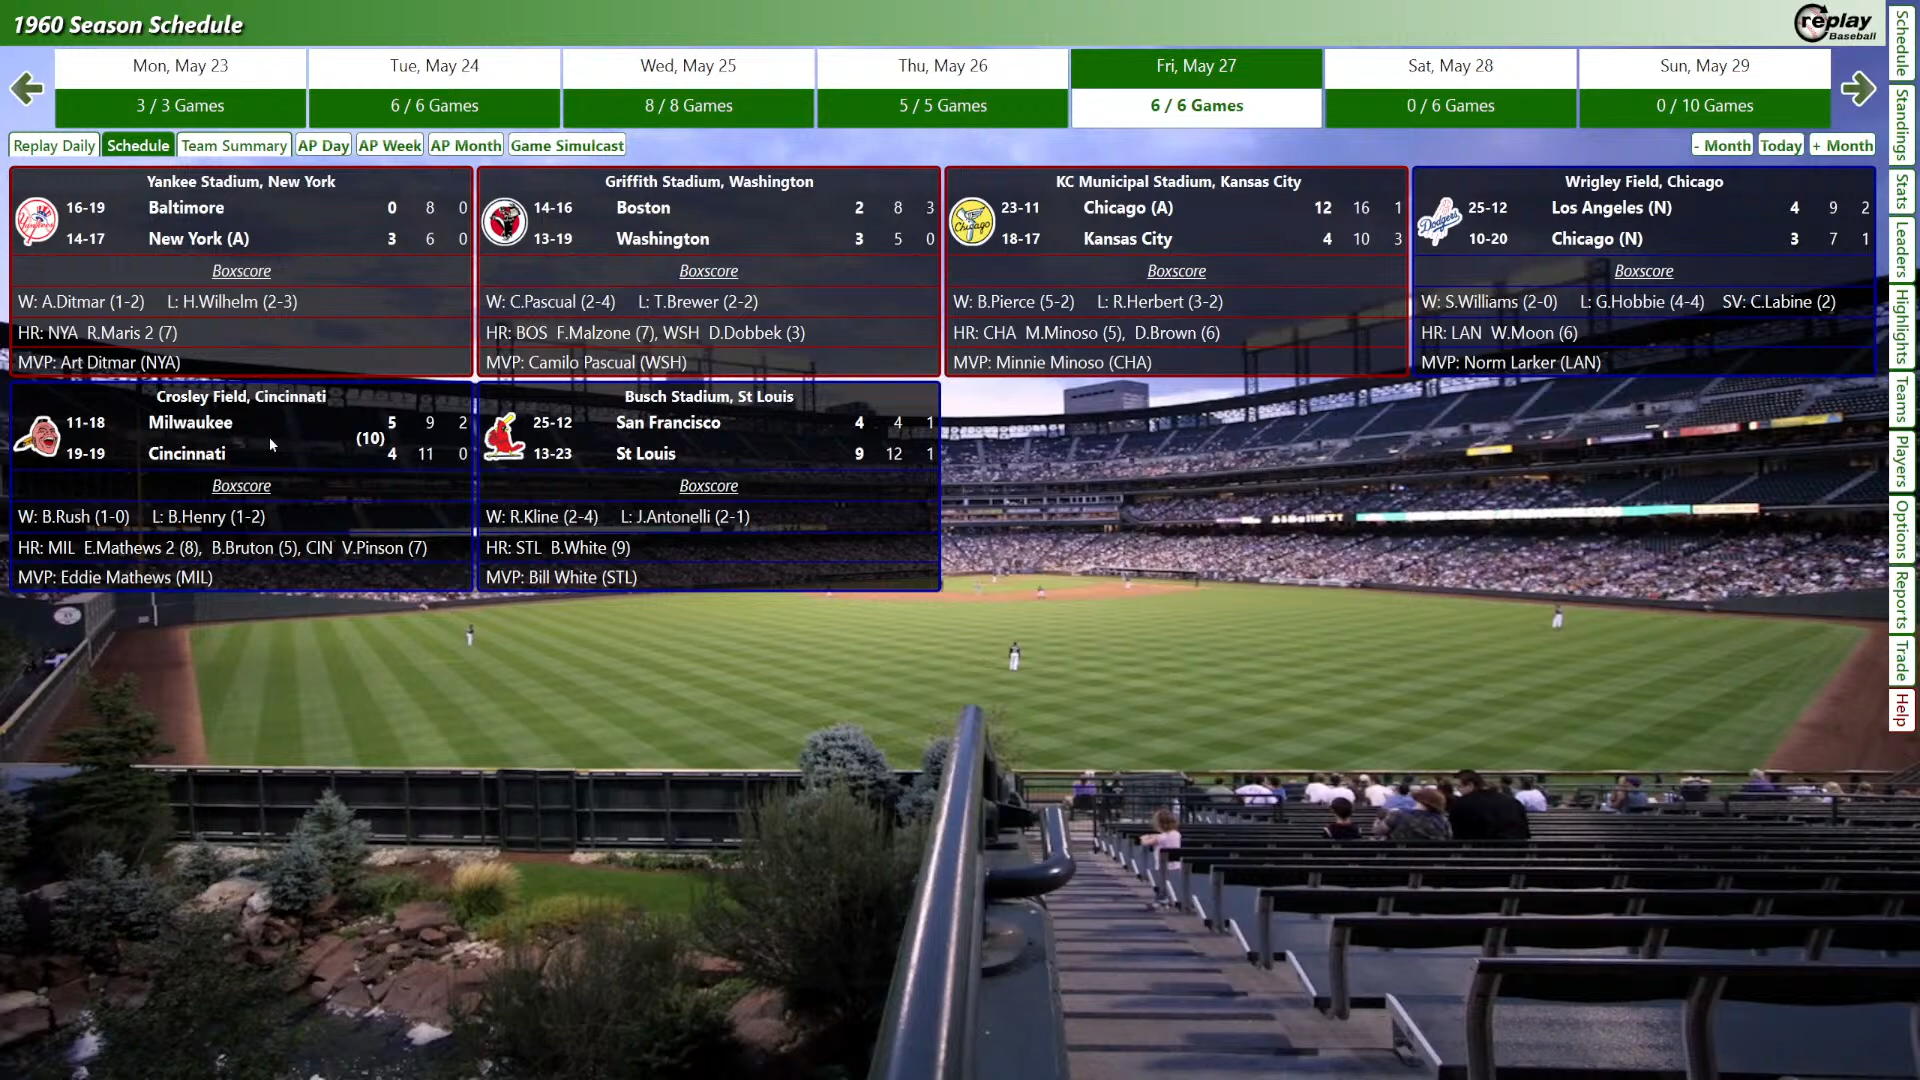 1960 Season Schedule
replay
Baseball
Mon, May 23
Tue, May 24
Wed, May 25
Thu, May 26
Fri, May 27
Sat, May 28
Sun, May 29
3 / 3 Games
6 / 6 Games
8 / 8 Games
5 / 5 Games
6 / 6 Games
0 / 6 Games
0 / 10 Games
Replay Daily Schedule Team Summary AP Day AP Week AP Month Game Simulcast
- Month Today + Month
Yankee Stadium, New York
16-19 Baltimore 0 8 0
14-17 New York (A) 3 6 0
Boxscore
W: A.Ditmar (1-2) L: H.Wilhelm (2-3)
HR: NYA R.Maris 2 (7)
MVP: Art Ditmar (NYA)
Griffith Stadium, Washington
14-16 Boston 2 8 3
13-19 Washington 3 5 0
Boxscore
W: C.Pascual (2-4) L: T.Brewer (2-2)
HR: BOS F.Malzone (7), WSH D.Dobbek (3)
MVP: Camilo Pascual (WSH)
KC Municipal Stadium, Kansas City
Chicago
23-11 Chicago (A) 12 16 1
18-17 Kansas City 4 10 3
Boxscore
W: B.Pierce (5-2) L: R.Herbert (3-2)
HR: CHA M.Minoso (5), D.Brown (6)
MVP: Minnie Minoso (CHA)
Wrigley Field, Chicago
Dodgers
25-12 Los Angeles (N) 4 9 2
10-20 Chicago (N) 3 7 1
Boxscore
W: S.Williams (2-0) L: G.Hobbie (4-4) SV: C.Labine (2)
HR: LAN W.Moon (6)
MVP: Norm Larker (LAN)
Crosley Field, Cincinnati
11-18 Milwaukee 5 9 2
(10)
19-19 Cincinnati 4 11 0
Boxscore
W: B.Rush (1-0) L: B.Henry (1-2)
HR: MIL E.Mathews 2 (8), B.Bruton (5), CIN V.Pinson (7)
MVP: Eddie Mathews (MIL)
Busch Stadium, St Louis
25-12 San Francisco 4 4 1
13-23 St Louis 9 12 1
Boxscore
W: R.Kline (2-4) L: J.Antonelli (2-1)
HR: STL B.White (9)
MVP: Bill White (STL)
Schedule
Standings
Stats
Leaders
Highlights
Teams
Players
Options
Reports
Trade
Help